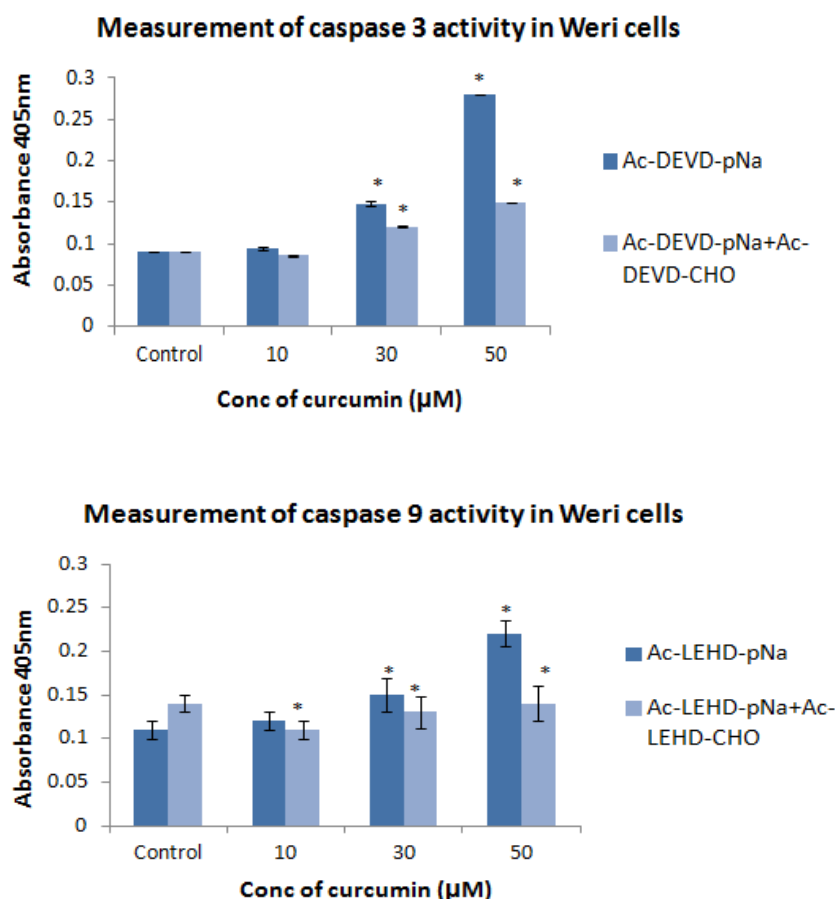 Measurement of caspase 3 activity in Weri cells
Absorbance 405nm
0.3
0.25
0.2
0.15
0.1
0.05
0
*
*
*
*
Control
10
30
50
Conc of curcumin (µM)
Ac-DEVD-pNa
Ac-DEVD-pNa+Ac-
DEVD-CHO
Measurement of caspase 9 activity in Weri cells
Absorbance 405nm
0.3
0.25
0.2
0.15
0.1
0.05
0
*
*
*
*
*
Control
10
30
50
Conc of curcumin (µM)
Ac-LEHD-pNa
Ac-LEHD-pNa+Ac-
LEHD-CHO